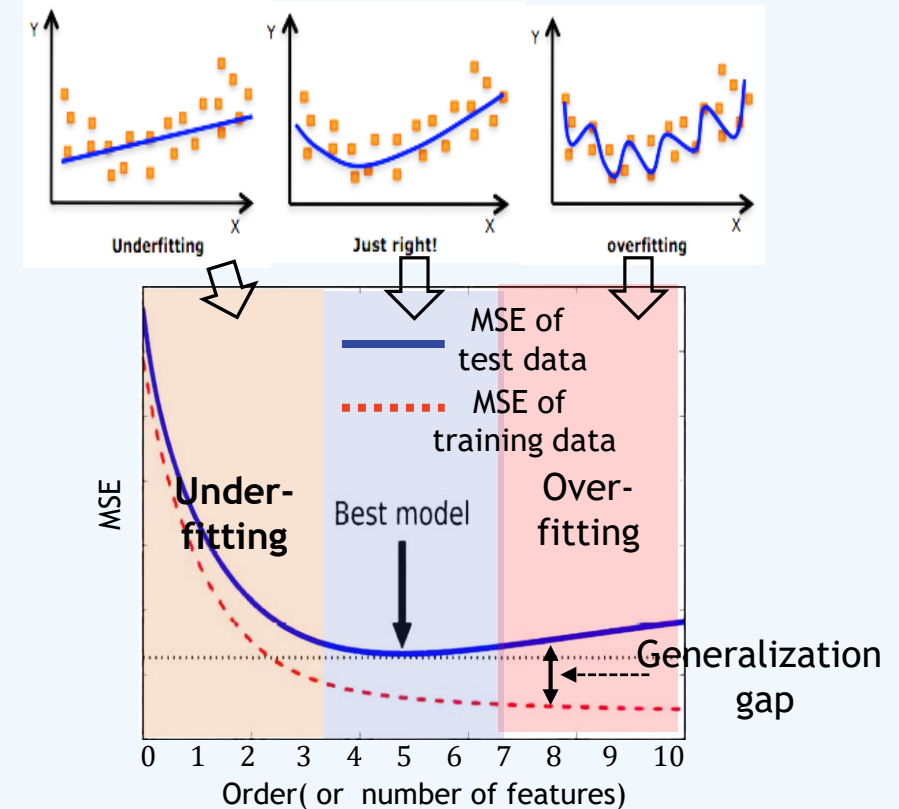 Y
X
Underfitting
Y
X
Just right!
Y
X
overfitting
MSE of
test data
MSE of
training data
Under-
fitting
Best model
Over-
fitting
Generalization
gap
MSE
0 1 2 3 4 5 6 7 8 9 10
Order( or number of features)